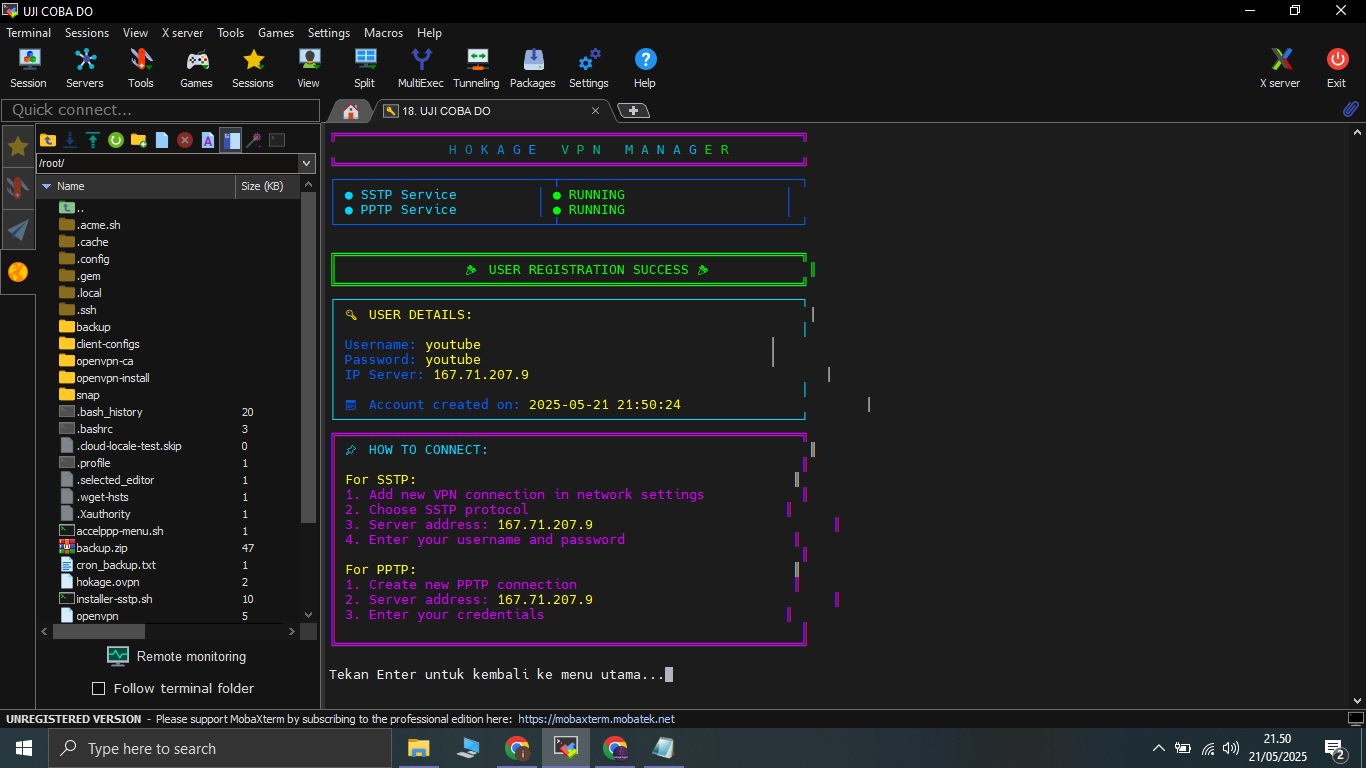 UJI COBA DO
Terminal Sessions View X server Tools Games Settings Macros Help
Session Servers Tools Games Sessions View Split MultiExec Tunneling Packages Settings Help X server Exit
Quick connect...
18. UJI COBA DO
/root/
Name Size (KB)
..
.acme.sh
.cache
.config
.gem
.local
.ssh
backup
client-configs
openvpn-ca
openvpn-install
snap
.bash_history 20
.bashrc 3
.cloud-locale-test.skip 0
.profile 1
.selected_editor 1
.wget-hsts 1
.Xauthority 1
accelppp-menu.sh 1
backup.zip 47
cron_backup.txt 1
hokage.ovpn 2
installer-sstp.sh 10
openvpn 5
Remote monitoring
Follow terminal folder
H O K A G E V P N M A N A G E R
● SSTP Service │ ● RUNNING
● PPTP Service │ ● RUNNING
USER REGISTRATION SUCCESS
USER DETAILS:
Username: youtube
Password: youtube
IP Server: 167.71.207.9
Account created on: 2025-05-21 21:50:24
HOW TO CONNECT:
For SSTP:
1. Add new VPN connection in network settings
2. Choose SSTP protocol
3. Server address: 167.71.207.9
4. Enter your username and password
For PPTP:
1. Create new PPTP connection
2. Server address: 167.71.207.9
3. Enter your credentials
Tekan Enter untuk kembali ke menu utama...
UNREGISTERED VERSION - Please support MobaXterm by subscribing to the professional edition here: https://mobaxterm.mobatek.net
Type here to search
21.50
21/05/2025
2